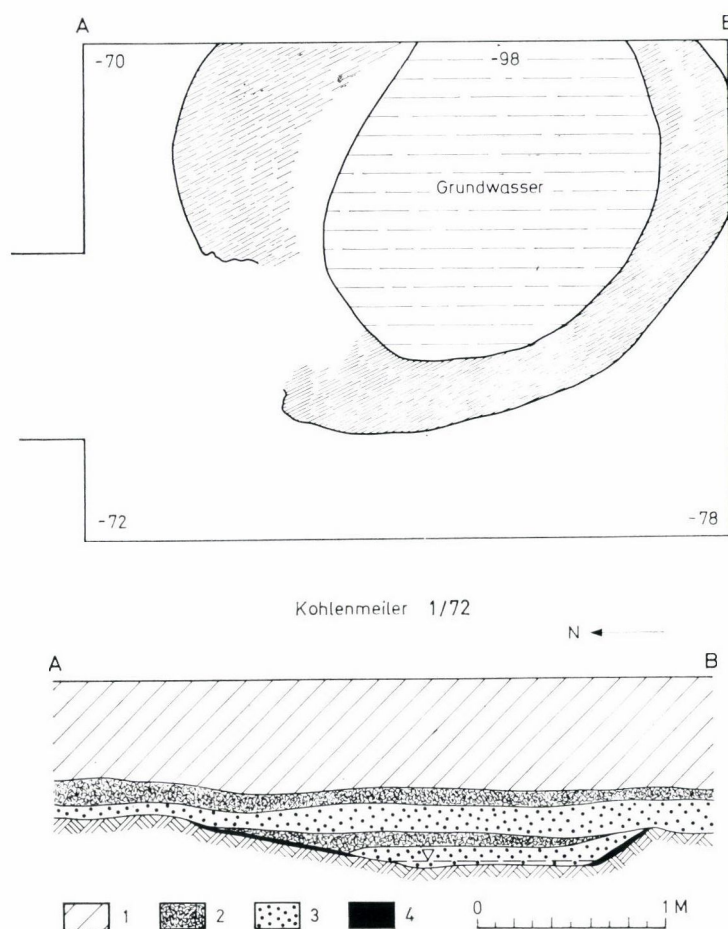 A B
-70 -98
Grundwasser
-72 -78
Kohlenmeiler 1/72
N
A B
1 2 3 4 0 1 M